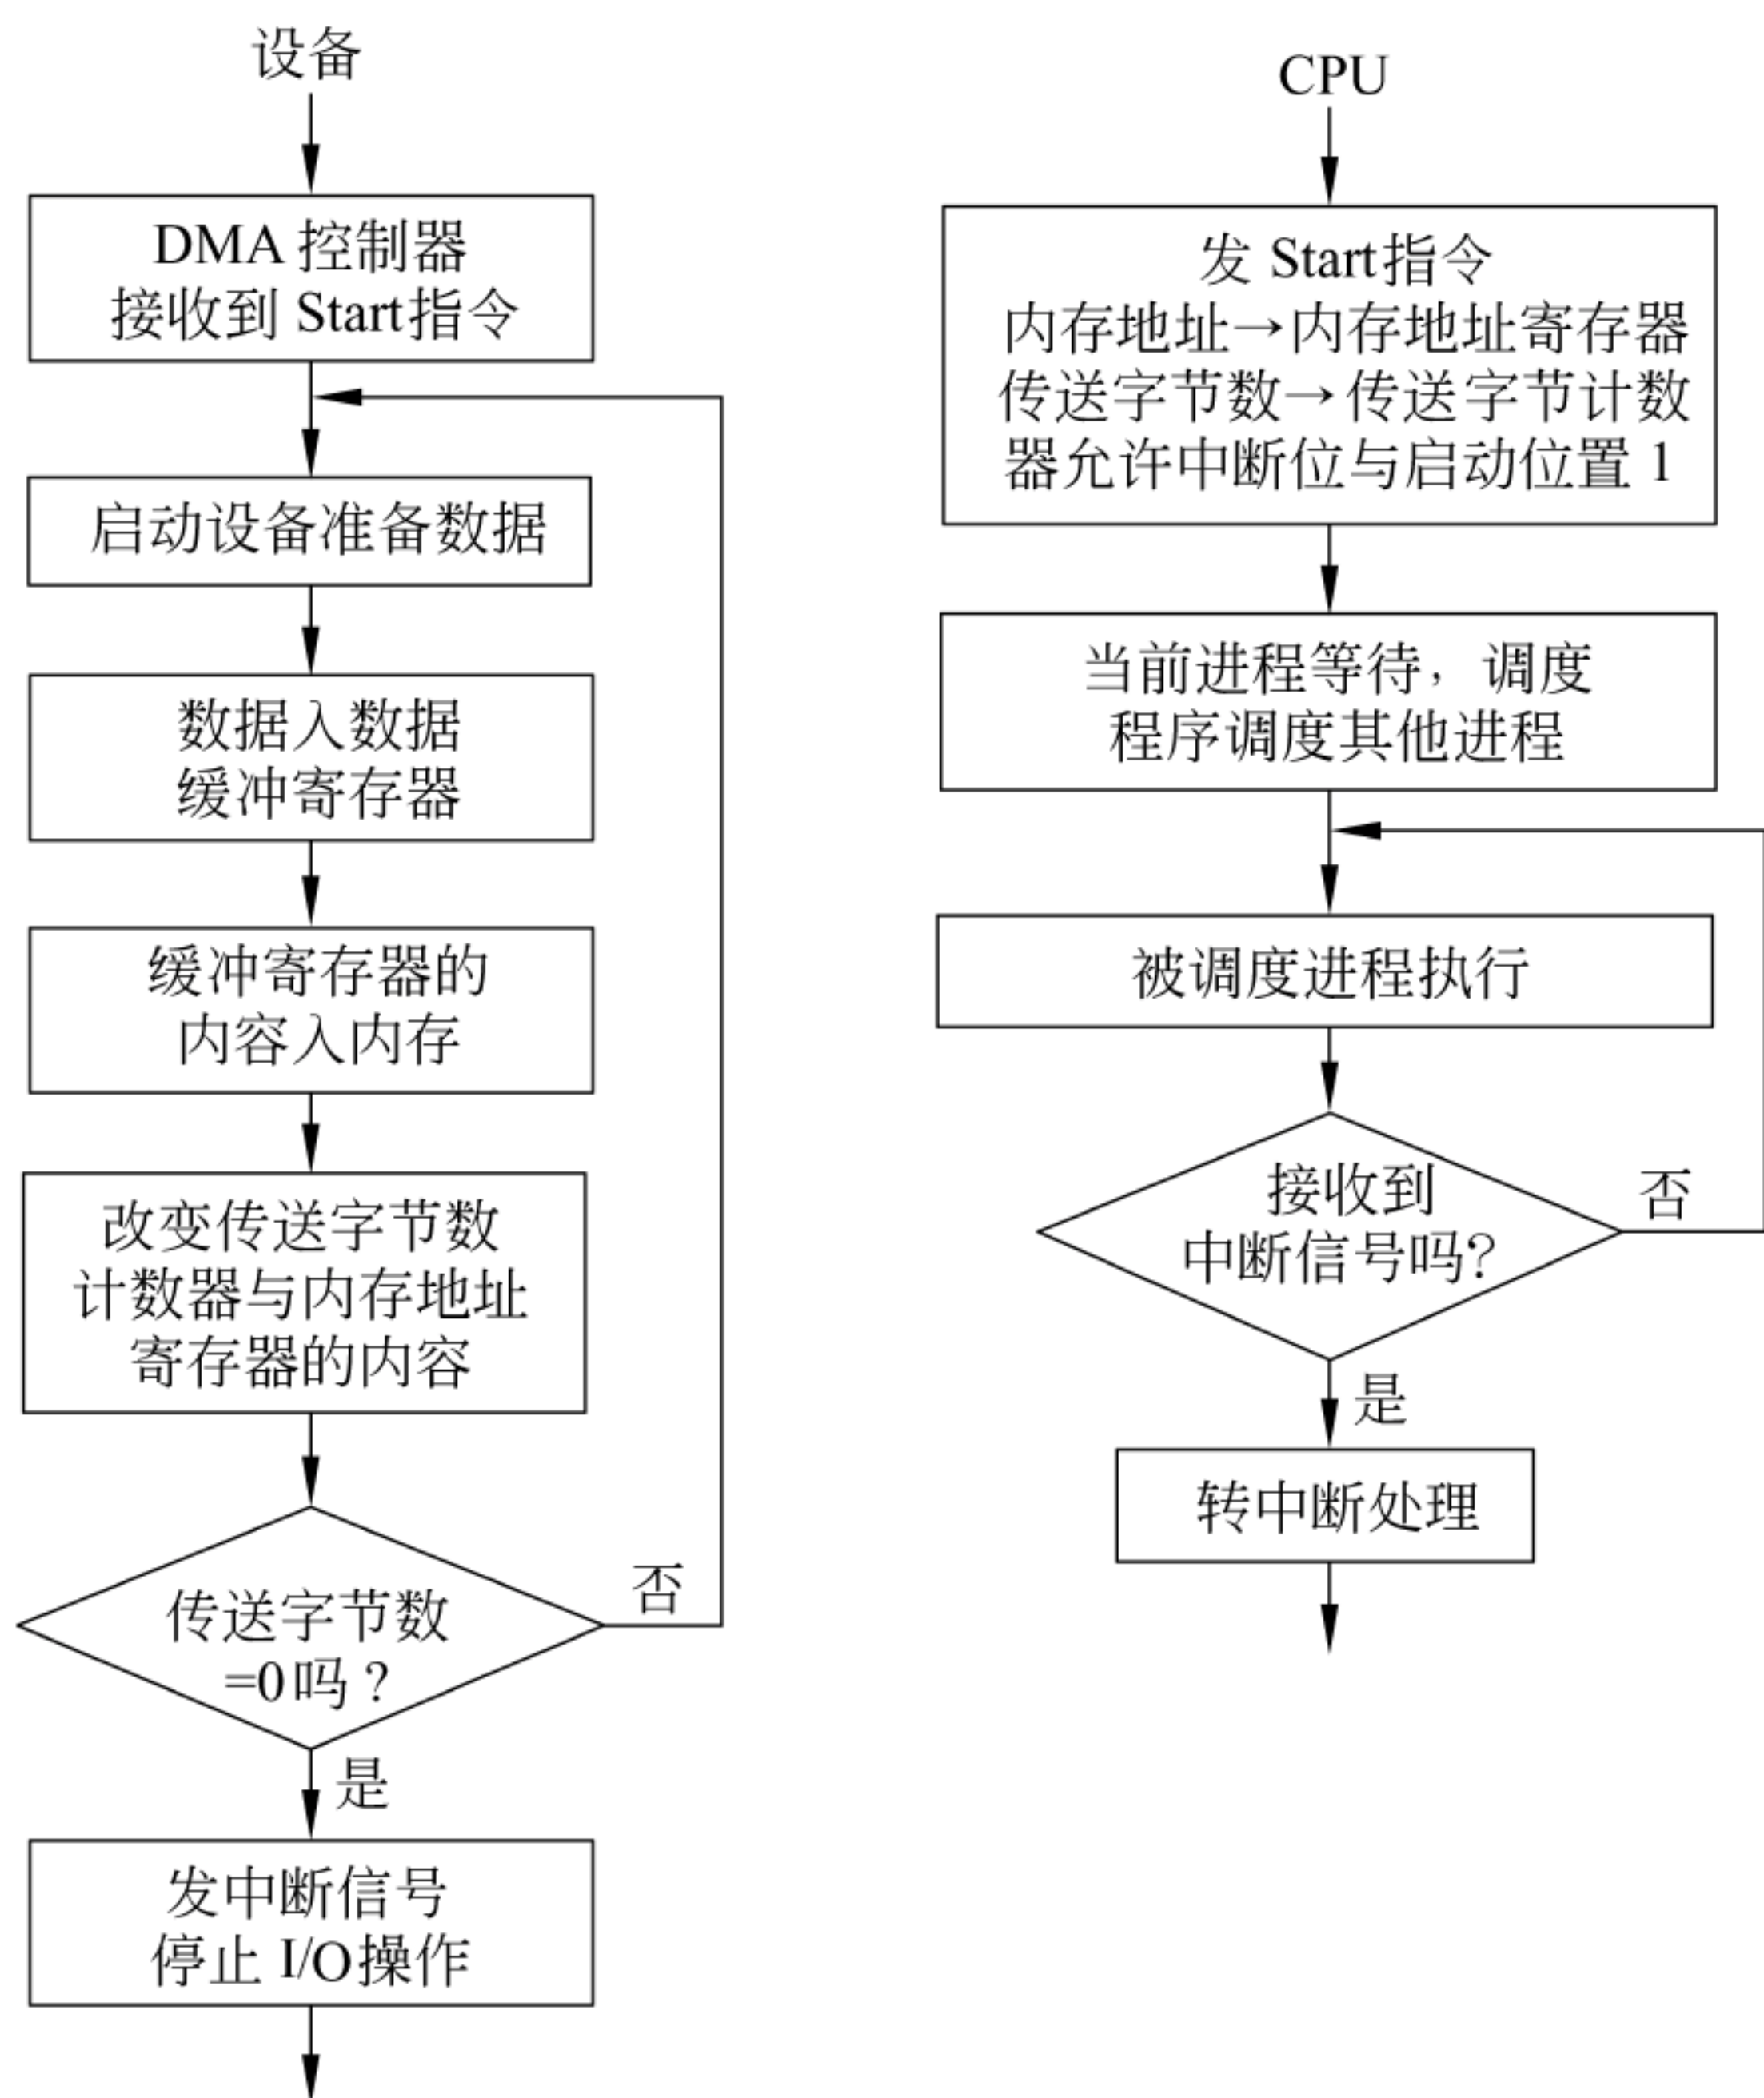 设备
DMA 控制器
接收到 Start指令
启动设备准备数据
数据入数据
缓冲寄存器
缓冲寄存器的
内容入内存
改变传送字节数
计数器与内存地址
寄存器的内容
传送字节数
=0吗?
否
是
发中断信号
停止 I/O操作
CPU
发 Start指令
内存地址→内存地址寄存器
传送字节数→传送字节计数
器允许中断位与启动位置 1
当前进程等待，调度
程序调度其他进程
被调度进程执行
接收到
中断信号吗?
否
是
转中断处理